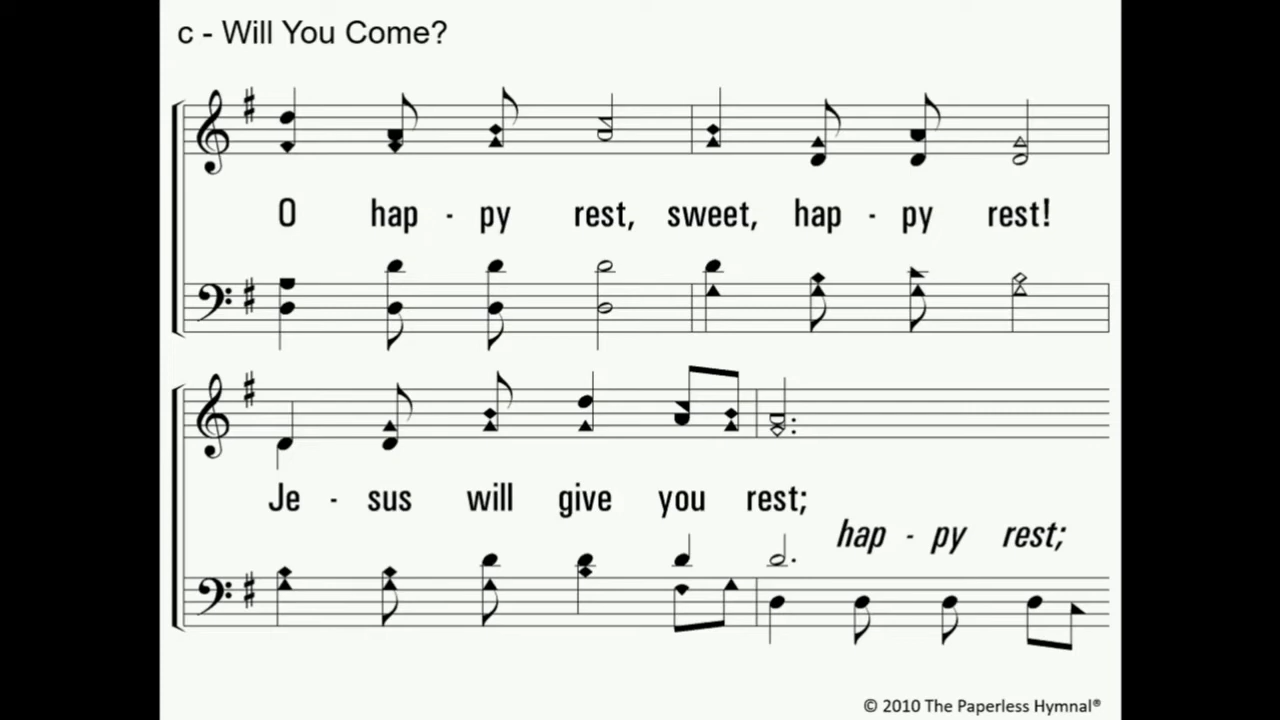 c - Will You Come?
O hap - py rest, sweet, hap - py rest!
Je - sus will give you rest;
hap - py rest;
© 2010 The Paperless Hymnal®